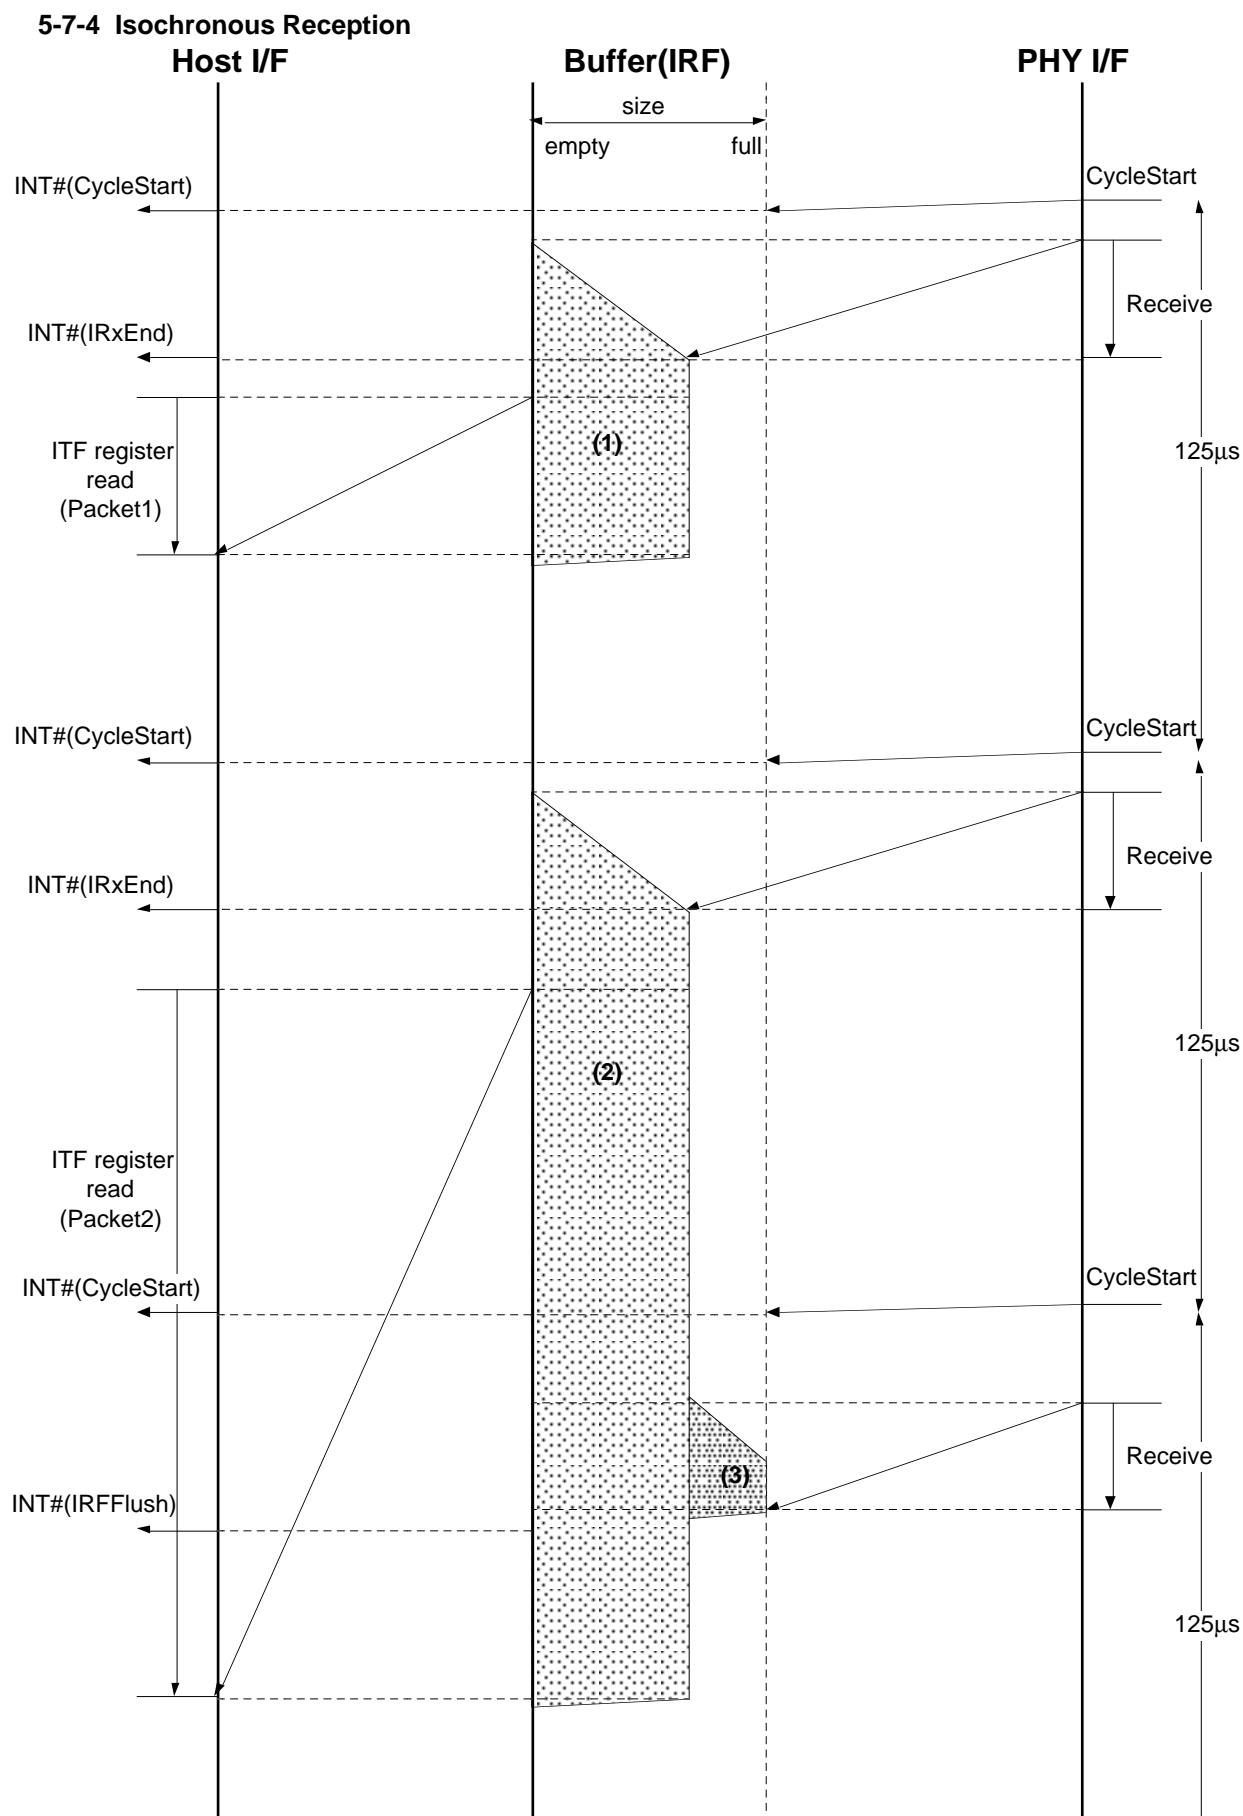 5-7-4 Isochronous Reception
Host I/F
Buffer(IRF)
PHY I/F
size
empty
full
INT#(CycleStart)
CycleStart
INT#(IRxEnd)
Receive
ITF register
read
(Packet1)
(1)
125μs
INT#(CycleStart)
CycleStart
INT#(IRxEnd)
Receive
(2)
125μs
ITF register
read
(Packet2)
INT#(CycleStart)
CycleStart
(3)
Receive
INT#(IRFFlush)
125μs